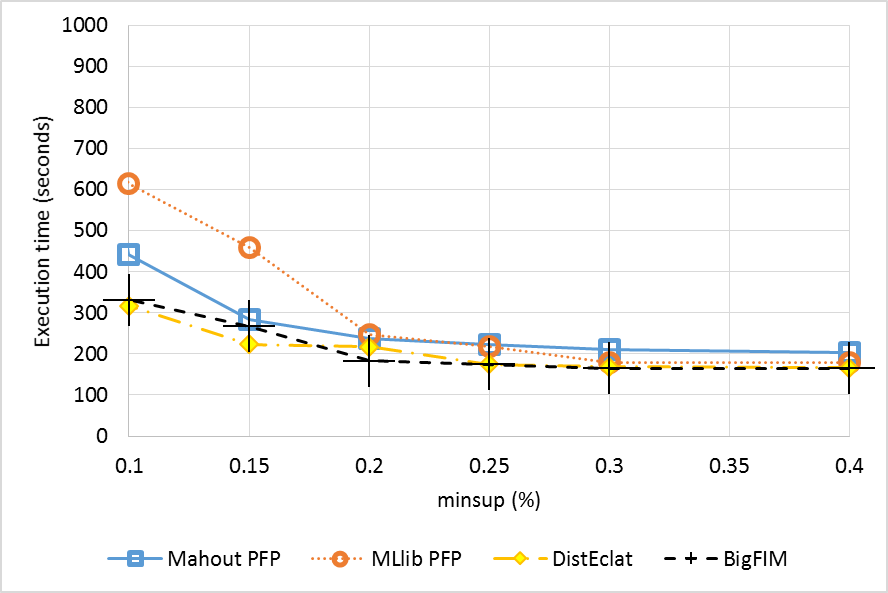 1000
900
800
700
600
500
400
300
200
100
0
Execution time (seconds)
0.1 0.15 0.2 0.25 0.3 0.35 0.4
minsup (%)
Mahout PFP MLlib PFP DistEclat BigFIM